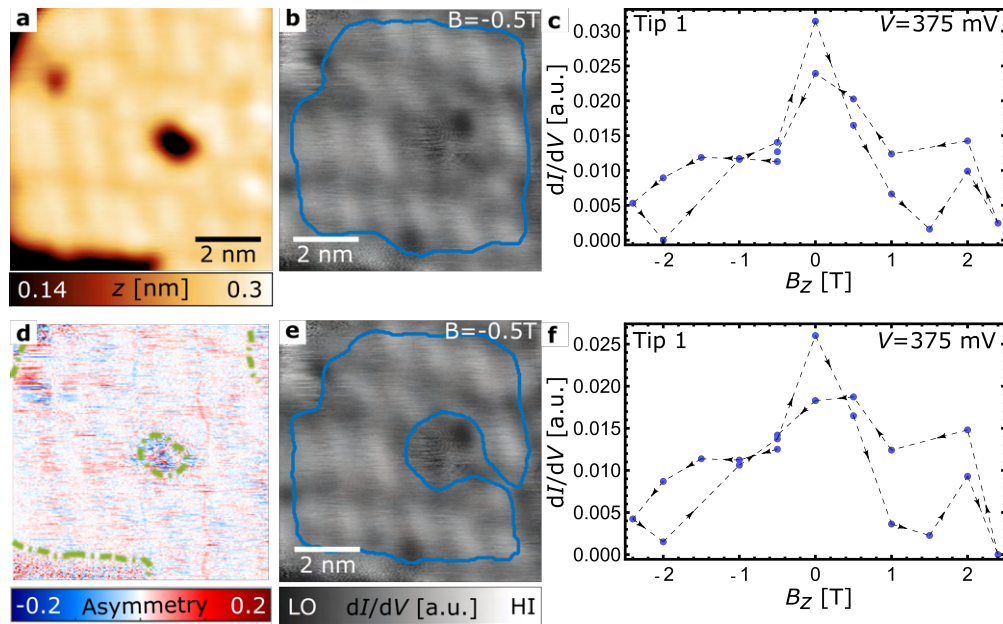 a
2 nm
0.14 z [nm] 0.3
b
B=-0.5T
2 nm
c
Tip 1
V=375 mV
0.030
0.025
0.020
0.015
0.010
0.005
0.000
dI/dV [a.u.]
-2 -1 0 1 2
BZ [T]
d
-0.2 Asymmetry 0.2
e
B=-0.5T
2 nm
LO dI/dV [a.u.] HI
f
Tip 1
V=375 mV
0.025
0.020
0.015
0.010
0.005
0.000
dI/dV [a.u.]
-2 -1 0 1 2
BZ [T]